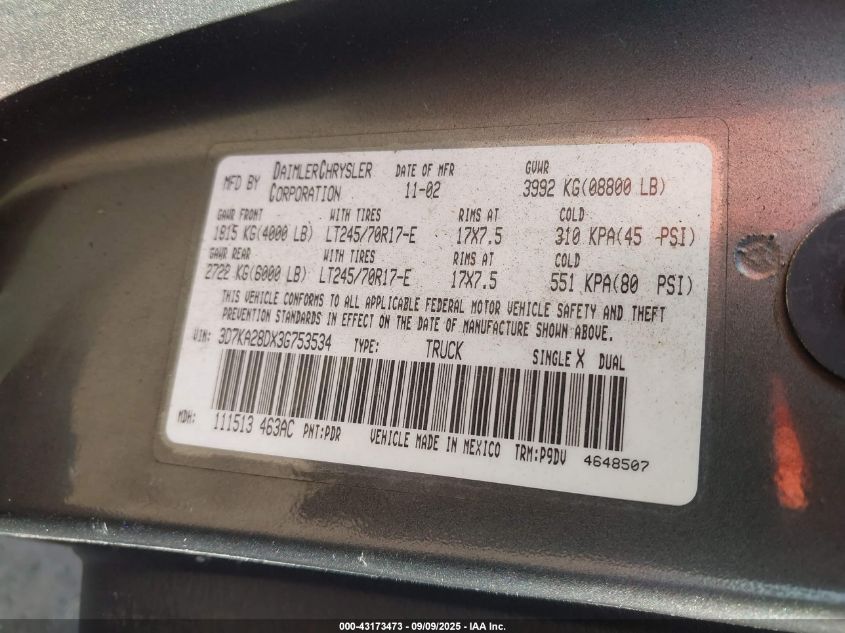 MFD BY DAIMLERCHRYSLER CORPORATION DATE OF MFR 11-02 GVWR 3992 KG(08800 LB)
GAWR FRONT WITH TIRES RIMS AT COLD
1815 KG(4000 LB) LT245/70R17-E 17X7.5 310 KPA(45 PSI)
GAWR REAR WITH TIRES RIMS AT COLD
2722 KG(6000 LB) LT245/70R17-E 17X7.5 551 KPA(80 PSI)
THIS VEHICLE CONFORMS TO ALL APPLICABLE FEDERAL MOTOR VEHICLE SAFETY AND THEFT
PREVENTION STANDARDS IN EFFECT ON THE DATE OF MANUFACTURE SHOWN ABOVE.
VIN: 3D7KA28DX3G753534 TYPE: TRUCK SINGLE X DUAL
MDH: 111513 463AC PNT:PDR VEHICLE MADE IN MEXICO TRM:P9DV 4648507
000-43173473 - 09/09/2025 - IAA Inc.